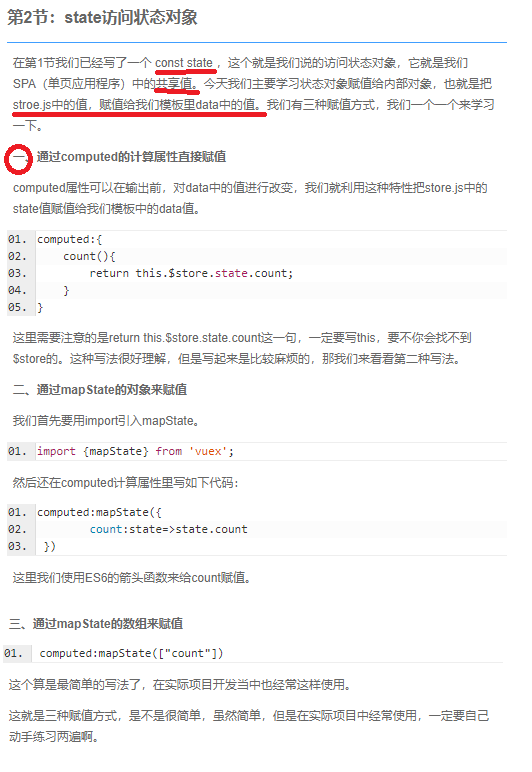 第2节：state访问状态对象
在第1节我们已经写了一个 const state ，这个就是我们说的访问状态对象，它就是我们
SPA（单页应用程序）中的共享值。今天我们主要学习状态对象赋值给内部对象，也就是把
stroe.js中的值，赋值给我们模板里data中的值。我们有三种赋值方式，我们一个一个来学习
一下。
一、通过computed的计算属性直接赋值
computed属性可以在输出前，对data中的值进行改变，我们就利用这种特性把store.js中的
state值赋值给我们模板中的data值。
01. computed:{
02.     count(){
03.         return this.$store.state.count;
04.     }
05. }
这里需要注意的是return this.$store.state.count这一句，一定要写this，要不你会找不到
$store的。这种写法很好理解，但是写起来是比较麻烦的，那我们来看看第二种写法。
二、通过mapState的对象来赋值
我们首先要用import引入mapState。
01. import {mapState} from 'vuex';
然后还在computed计算属性里写如下代码：
01. computed:mapState({
02.         count:state=>state.count
03.  })
这里我们使用ES6的箭头函数来给count赋值。
三、通过mapState的数组来赋值
01. computed:mapState(["count"])
这个算是最简单的写法了，在实际项目开发当中也经常这样使用。
这就是三种赋值方式，是不是很简单，虽然简单，但是在实际项目中经常使用，一定要自己
动手练习两遍啊。